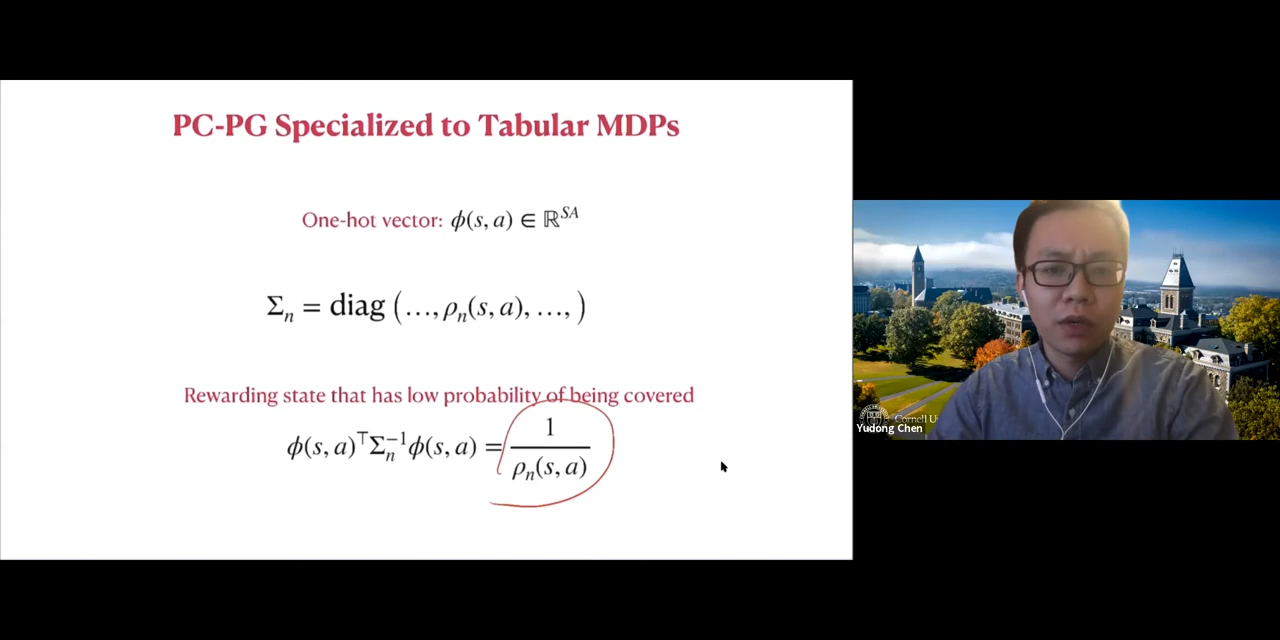 PC-PG Specialized to Tabular MDPs
One-hot vector: ϕ(s, a) ∈ ℝ^{SA}
Σ_n = diag (…, ρ_n(s, a), …, )
Rewarding state that has low probability of being covered
ϕ(s, a)^⊤ Σ_n^{-1} ϕ(s, a) = 1 / ρ_n(s, a)
Cornell U
Yudong Chen